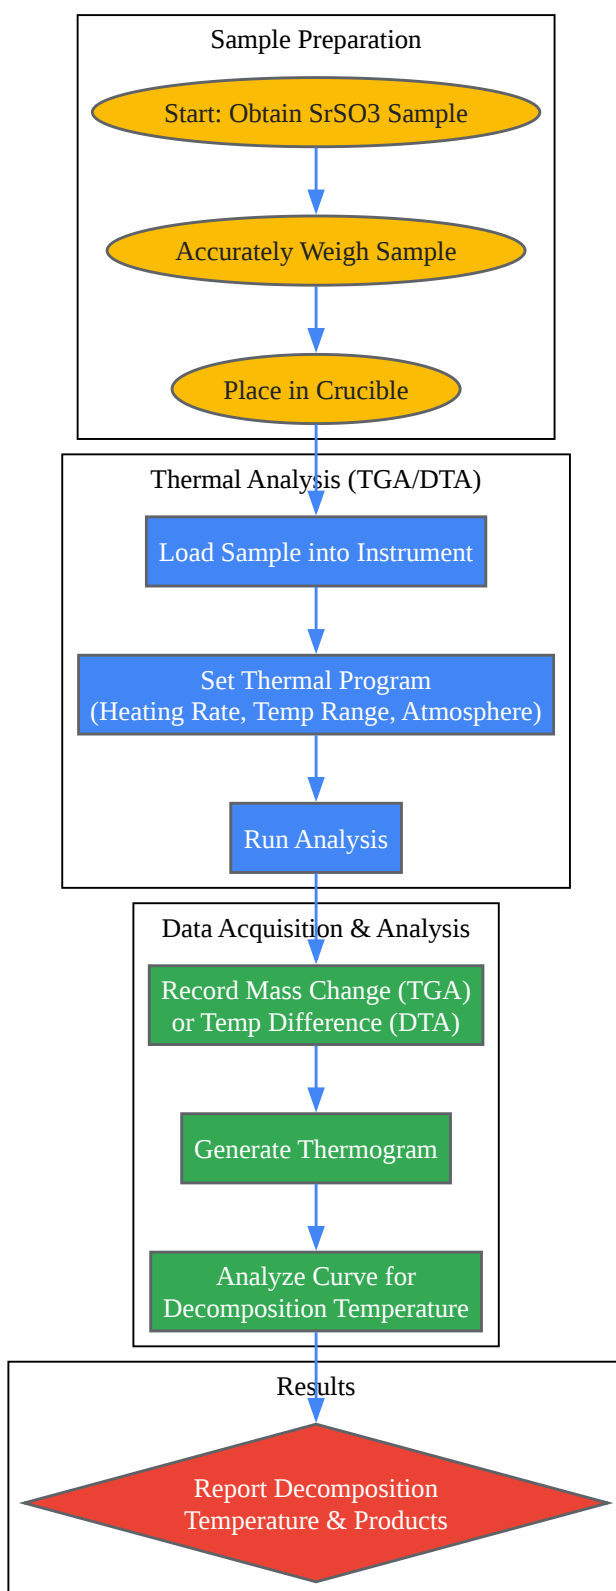 Sample Preparation
Start: Obtain SrSO3 Sample
Accurately Weigh Sample
Place in Crucible
Thermal Analysis (TGA/DTA)
Load Sample into Instrument
Set Thermal Program
(Heating Rate, Temp Range, Atmosphere)
Run Analysis
Data Acquisition & Analysis
Record Mass Change (TGA)
or Temp Difference (DTA)
Generate Thermogram
Analyze Curve for
Decomposition Temperature
Results
Report Decomposition
Temperature & Products